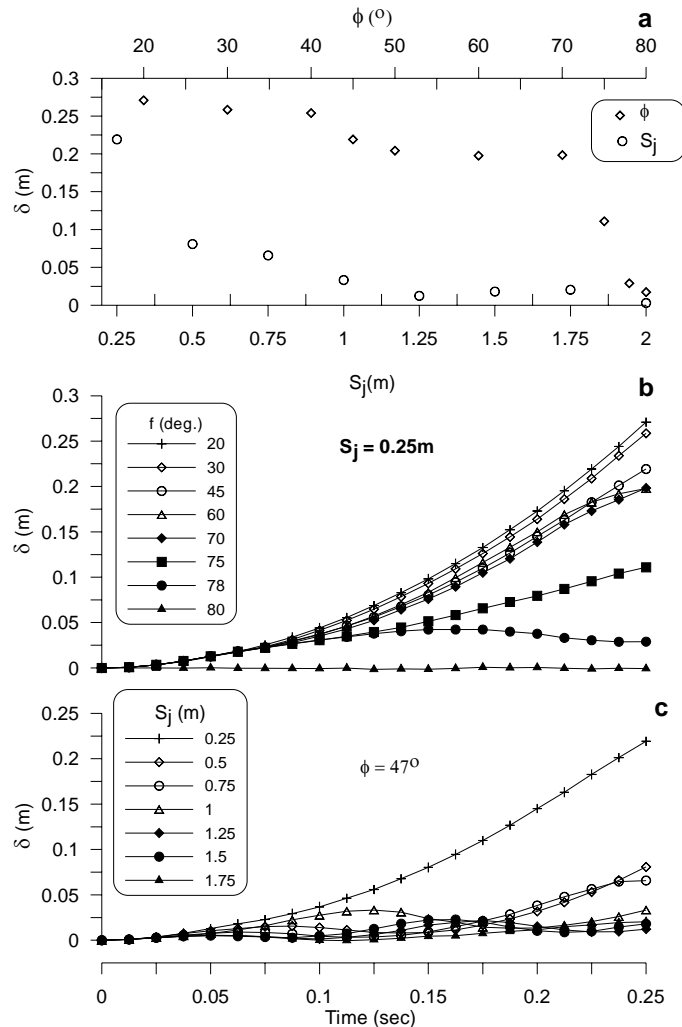 ϕ (O)
a
20 30 40 50 60 70 80
0.3
0.25
0.2
0.15
0.1
0.05
0
δ (m)
ϕ
Sj
0.25 0.5 0.75 1 1.25 1.5 1.75 2
Sj(m)
b
0.3
0.25
0.2
0.15
0.1
0.05
0
δ (m)
f (deg.)
20
30
45
60
70
75
78
80
Sj = 0.25m
c
0.25
0.2
0.15
0.1
0.05
0
δ (m)
Sj (m)
0.25
0.5
0.75
1
1.25
1.5
1.75
ϕ = 47O
0 0.05 0.1 0.15 0.2 0.25
Time (sec)